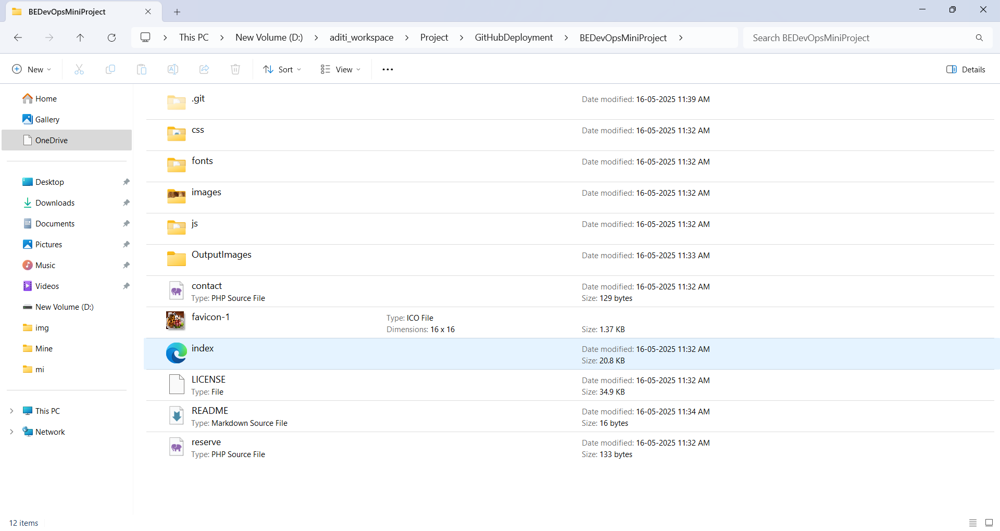 BEDevOpsMiniProject
This PC
New Volume (D:)
aditi_workspace
Project
GitHubDeployment
BEDevOpsMiniProject
Search BEDevOpsMiniProject
New
Sort
View
Details
Home
Gallery
OneDrive
Desktop
Downloads
Documents
Pictures
Music
Videos
New Volume (D:)
img
Mine
mi
This PC
Network
.git
Date modified: 16-05-2025 11:39 AM
css
Date modified: 16-05-2025 11:32 AM
fonts
Date modified: 16-05-2025 11:32 AM
images
Date modified: 16-05-2025 11:32 AM
js
Date modified: 16-05-2025 11:32 AM
OutputImages
Date modified: 16-05-2025 11:33 AM
contact
Date modified: 16-05-2025 11:32 AM
Type: PHP Source File
Size: 129 bytes
favicon-1
Type: ICO File
Dimensions: 16 x 16
Size: 1.37 KB
index
Date modified: 16-05-2025 11:32 AM
Size: 20.8 KB
LICENSE
Date modified: 16-05-2025 11:32 AM
Type: File
Size: 34.9 KB
README
Date modified: 16-05-2025 11:34 AM
Type: Markdown Source File
Size: 16 bytes
reserve
Date modified: 16-05-2025 11:32 AM
Type: PHP Source File
Size: 133 bytes
12 items